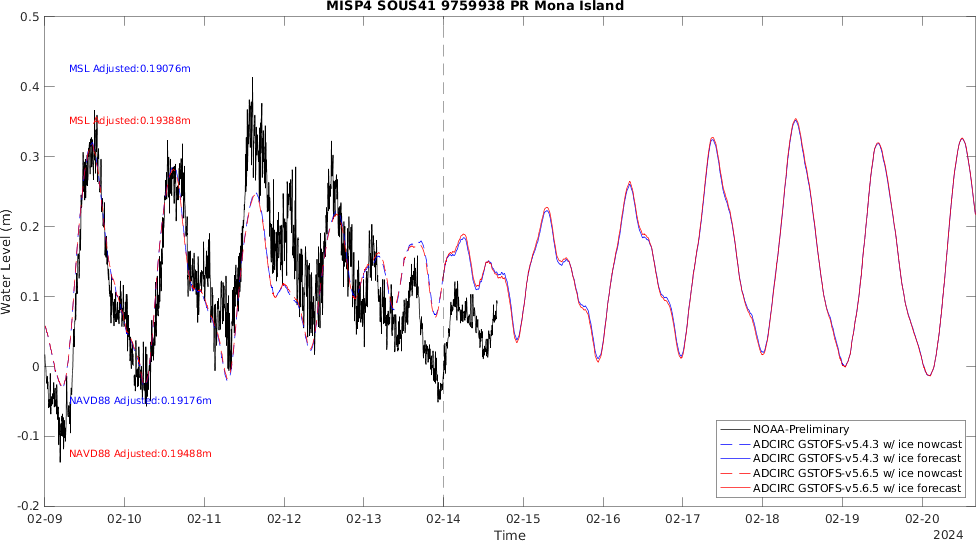 MISP4 SOUS41 9759938 PR Mona Island
0.5
0.4
0.3
0.2
0.1
0
-0.1
-0.2
Water Level (m)
MSL Adjusted:0.19076m
MSL Adjusted:0.19388m
NAVD88 Adjusted:0.19176m
NAVD88 Adjusted:0.19488m
NOAA-Preliminary
ADCIRC GSTOFS-v5.4.3 w/ ice nowcast
ADCIRC GSTOFS-v5.4.3 w/ ice forecast
ADCIRC GSTOFS-v5.6.5 w/ ice nowcast
ADCIRC GSTOFS-v5.6.5 w/ ice forecast
02-09 02-10 02-11 02-12 02-13 02-14 02-15 02-16 02-17 02-18 02-19 02-20
Time
2024